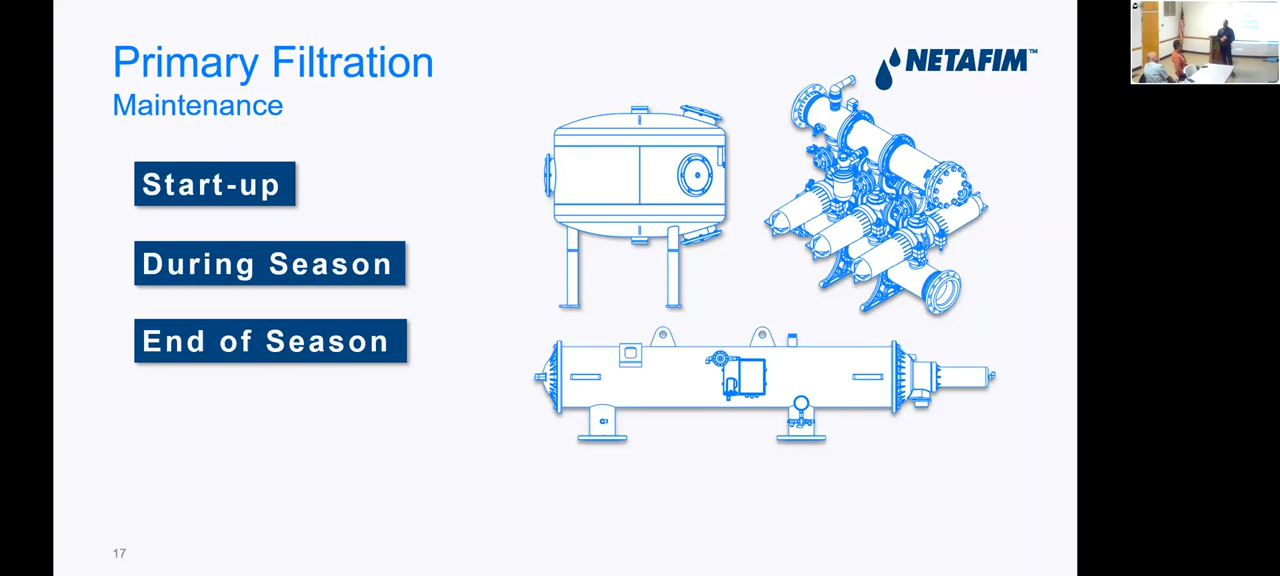 Primary Filtration
Maintenance
NETAFIM™
Start-up
During Season
End of Season
17